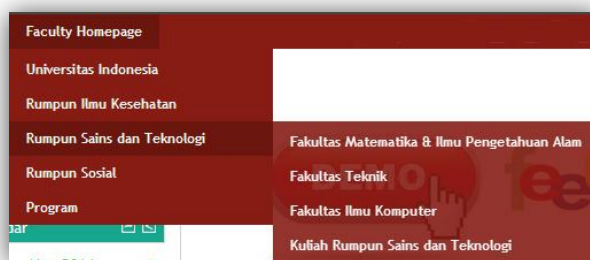 Faculty Homepage
Universitas Indonesia
Rumpun Ilmu Kesehatan
Rumpun Sains dan Teknologi
Rumpun Sosial
Program
Fakultas Matematika & Ilmu Pengetahuan Alam
Fakultas Teknik
Fakultas Ilmu Komputer
Kuliah Rumpun Sains dan Teknologi
DEMO